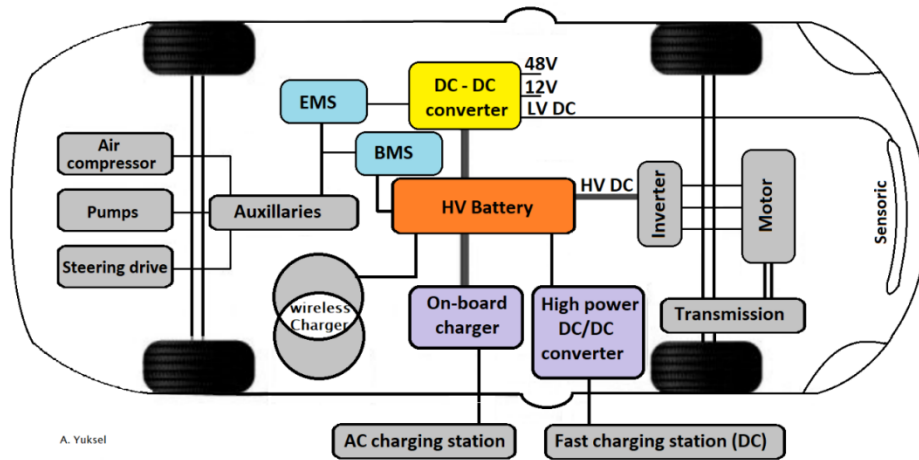 48V
12V
LV DC
DC - DC
converter
EMS
BMS
Air
compressor
Pumps
Steering drive
Auxillaries
HV Battery
HV DC
Inverter
Motor
Sensoric
wireless
Charger
On-board
charger
High power
DC/DC
converter
Transmission
A. Yuksel
AC charging station
Fast charging station (DC)